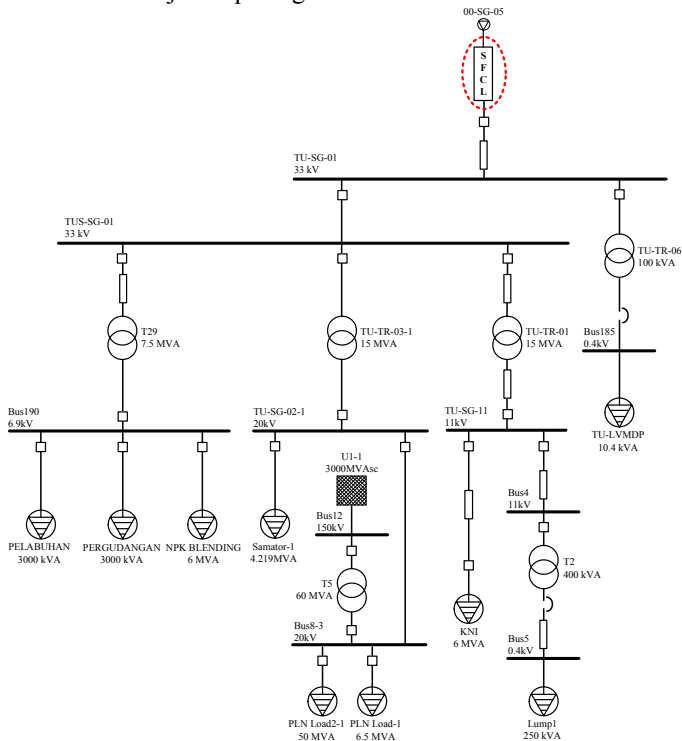 00-SG-05
S
F
C
L
TU-SG-01
33 kV
TUS-SG-01
33 kV
TU-TR-06
100 kVA
T29
7.5 MVA
TU-TR-03-1
15 MVA
TU-TR-01
15 MVA
Bus185
0.4kV
Bus190
6.9kV
TU-SG-02-1
20kV
TU-SG-11
11kV
TU-LVMDP
10.4 kVA
U1-1
3000MVAsc
Bus4
11kV
Bus12
150kV
PELABUHAN
3000 kVA
PERGUDANGAN
3000 kVA
NPK BLENDING
6 MVA
Samator-1
4.219MVA
T2
400 kVA
T5
60 MVA
Bus8-3
20kV
KNI
6 MVA
Bus5
0.4kV
PLN Load2-1
50 MVA
PLN Load-1
6.5 MVA
Lump1
250 kVA